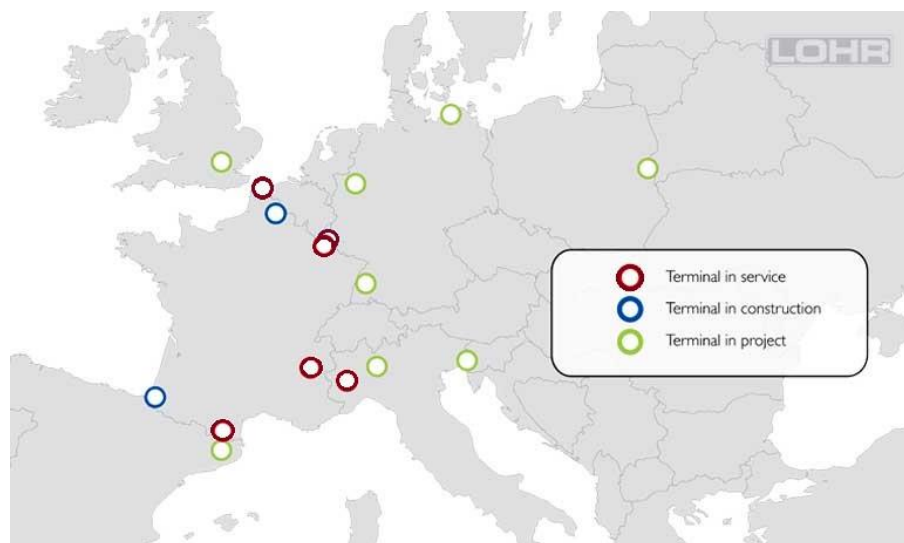 LOHR
Terminal in service
Terminal in construction
Terminal in project